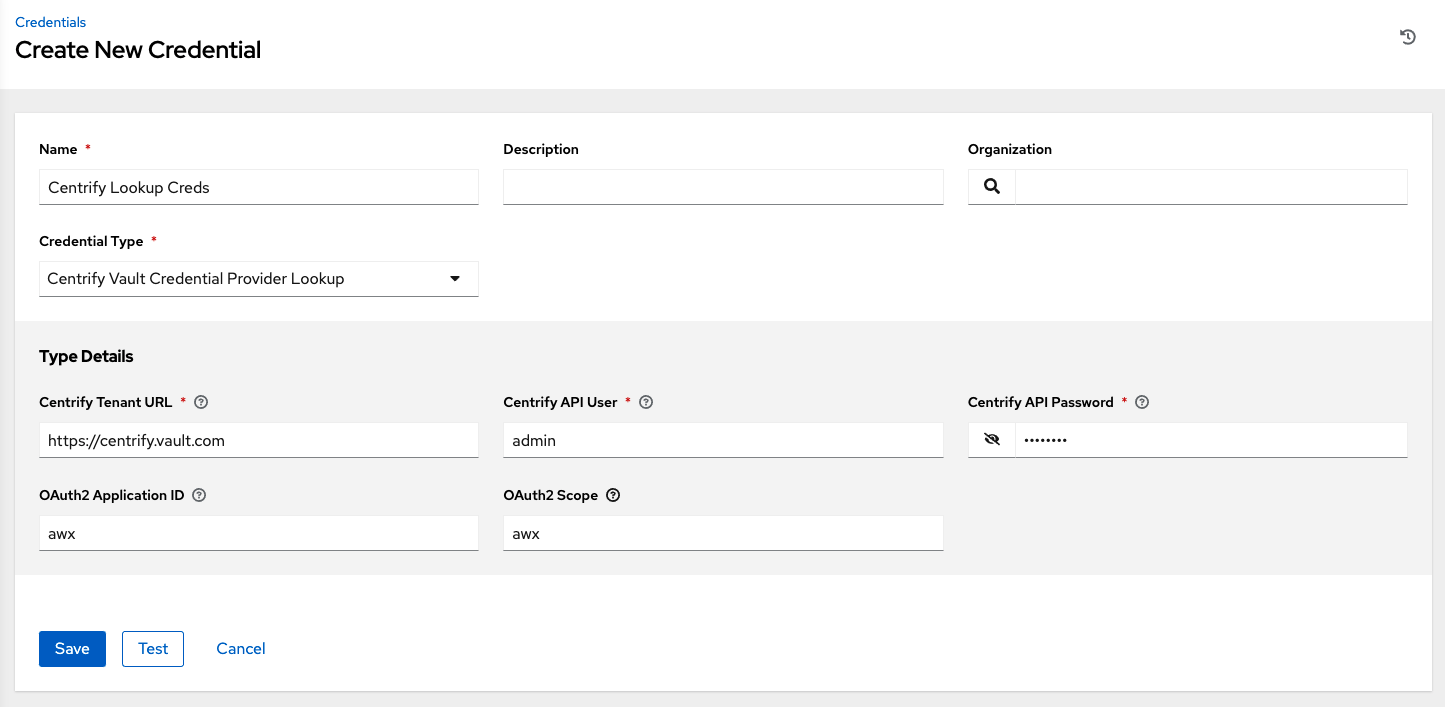 Credentials
Create New Credential
Name *
Description
Organization
Centrify Lookup Creds
Credential Type *
Centrify Vault Credential Provider Lookup
Type Details
Centrify Tenant URL *
Centrify API User *
Centrify API Password *
https://centrify.vault.com
admin
••••••••
OAuth2 Application ID
OAuth2 Scope
awx
awx
Save
Test
Cancel